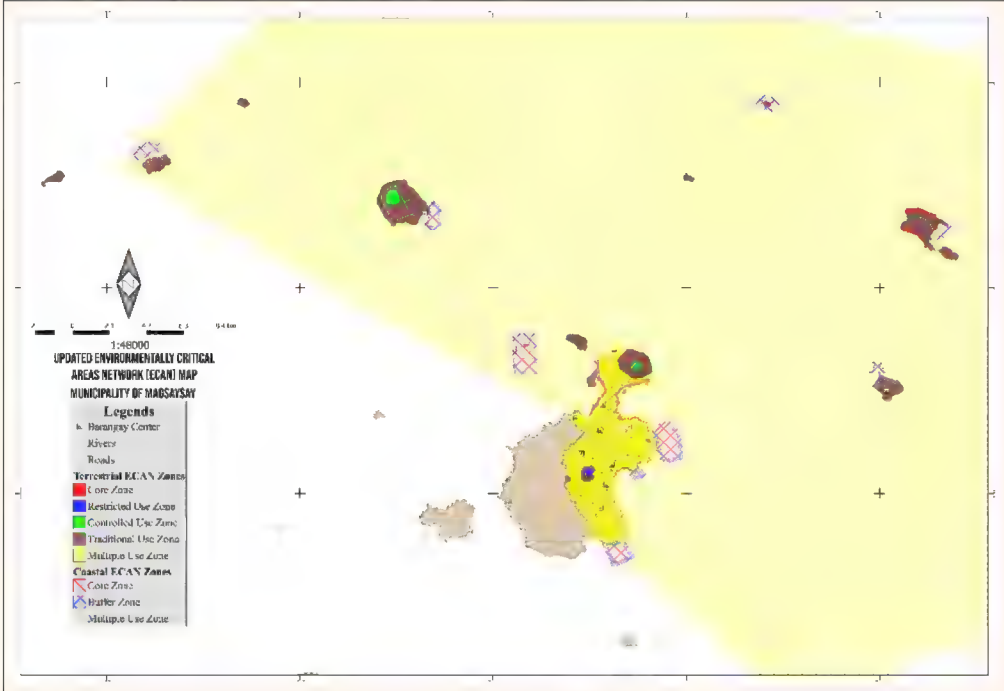 1:48000
UPDATED ENVIRONMENTALLY CRITICAL
AREAS NETWORK (ECAN) MAP
MUNICIPALITY OF MAGSAYSAY
Legends
Barangay Center
Rivers
Roads
Terrestrial ECAN Zones
Core Zone
Restricted Use Zone
Controlled Use Zone
Traditional Use Zone
Multiple Use Zone
Coastal ECAN Zones
Core Zone
Buffer Zone
Multiple Use Zone